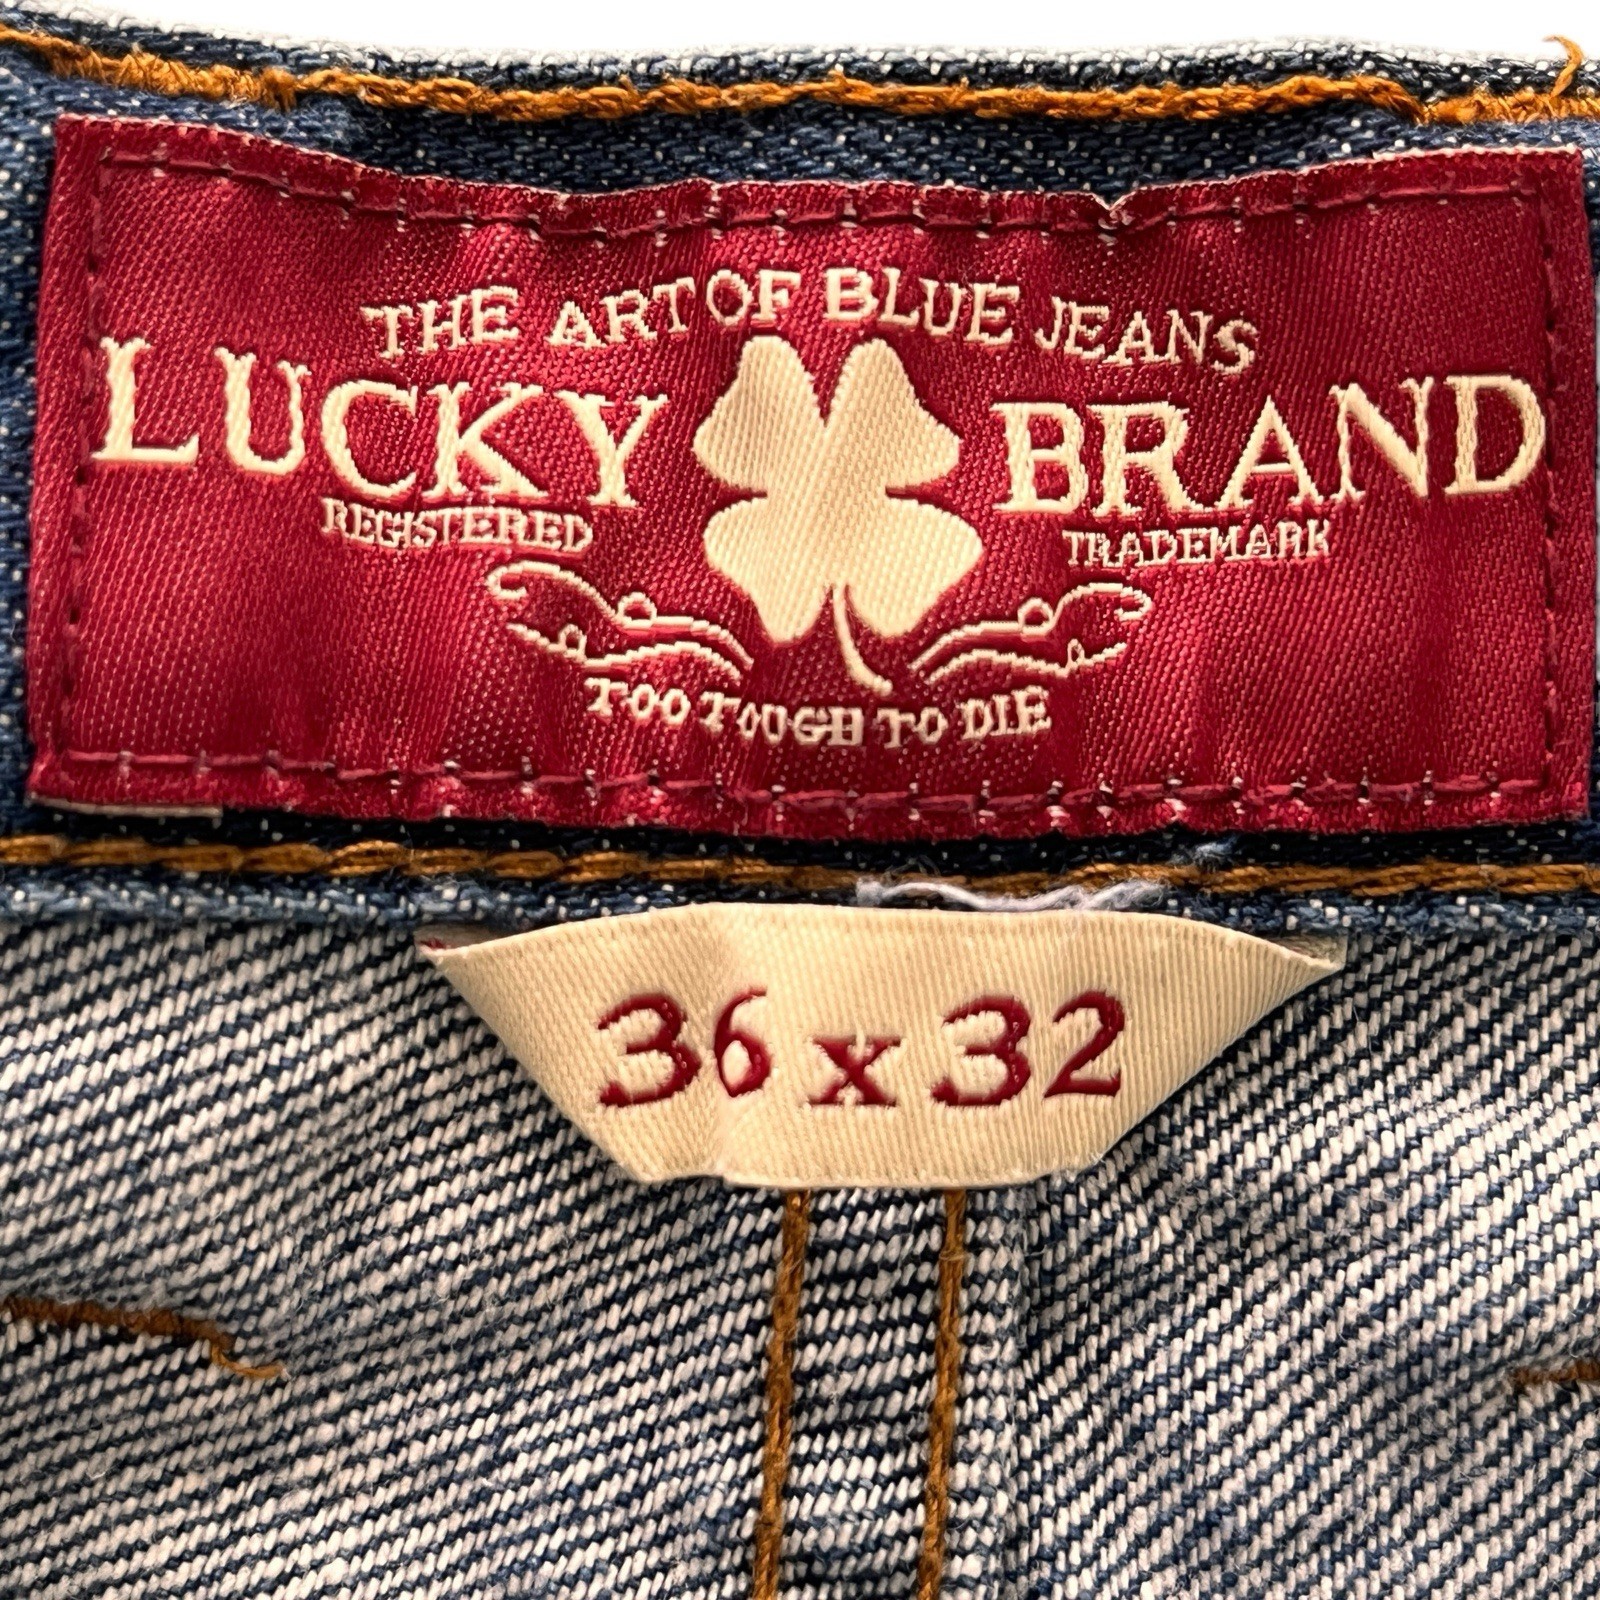 THE ART OF BLUE JEANS
LUCKY BRAND
REGISTERED TRADEMARK
TOO TOUGH TO DIE
36 x 32